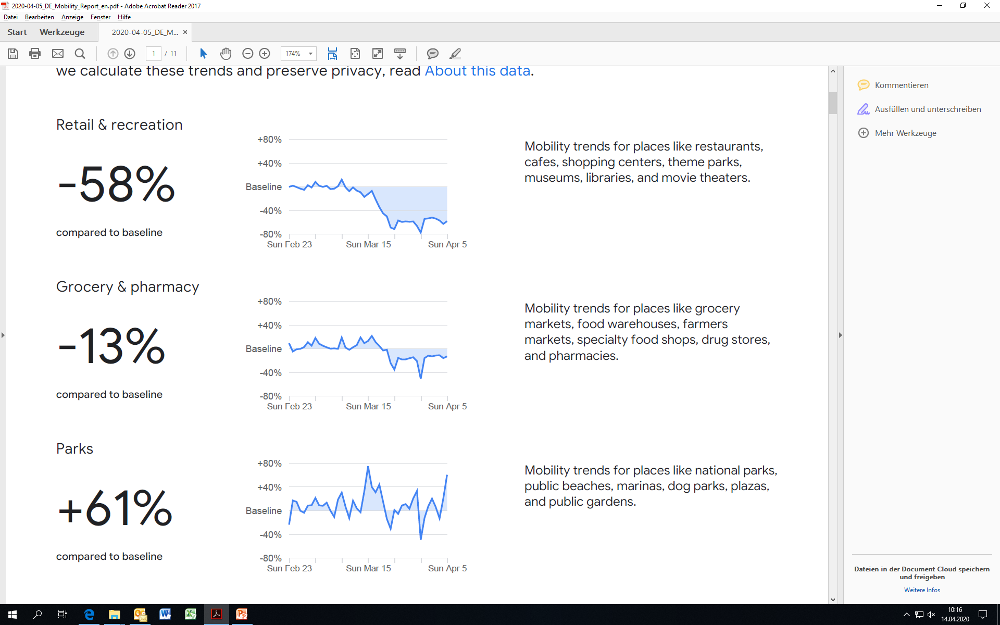 2020-04-05_DE_Mobility_Report_en.pdf - Adobe Acrobat Reader 2017
Datei Bearbeiten Anzeige Fenster Hilfe
Start Werkzeuge 2020-04-05_DE_M... ×
1 / 11 174%
we calculate these trends and preserve privacy, read About this data.
Retail & recreation
-58%
compared to baseline
+80%
+40%
Baseline
-40%
-80%
Sun Feb 23 Sun Mar 15 Sun Apr 5
Mobility trends for places like restaurants,
cafes, shopping centers, theme parks,
museums, libraries, and movie theaters.
Grocery & pharmacy
-13%
compared to baseline
+80%
+40%
Baseline
-40%
-80%
Sun Feb 23 Sun Mar 15 Sun Apr 5
Mobility trends for places like grocery
markets, food warehouses, farmers
markets, specialty food shops, drug stores,
and pharmacies.
Parks
+61%
compared to baseline
+80%
+40%
Baseline
-40%
-80%
Sun Feb 23 Sun Mar 15 Sun Apr 5
Mobility trends for places like national parks,
public beaches, marinas, dog parks, plazas,
and public gardens.
Kommentieren
Ausfüllen und unterschreiben
Mehr Werkzeuge
Dateien in der Document Cloud speichern
und freigeben
Weitere Infos
10:16
14.04.2020